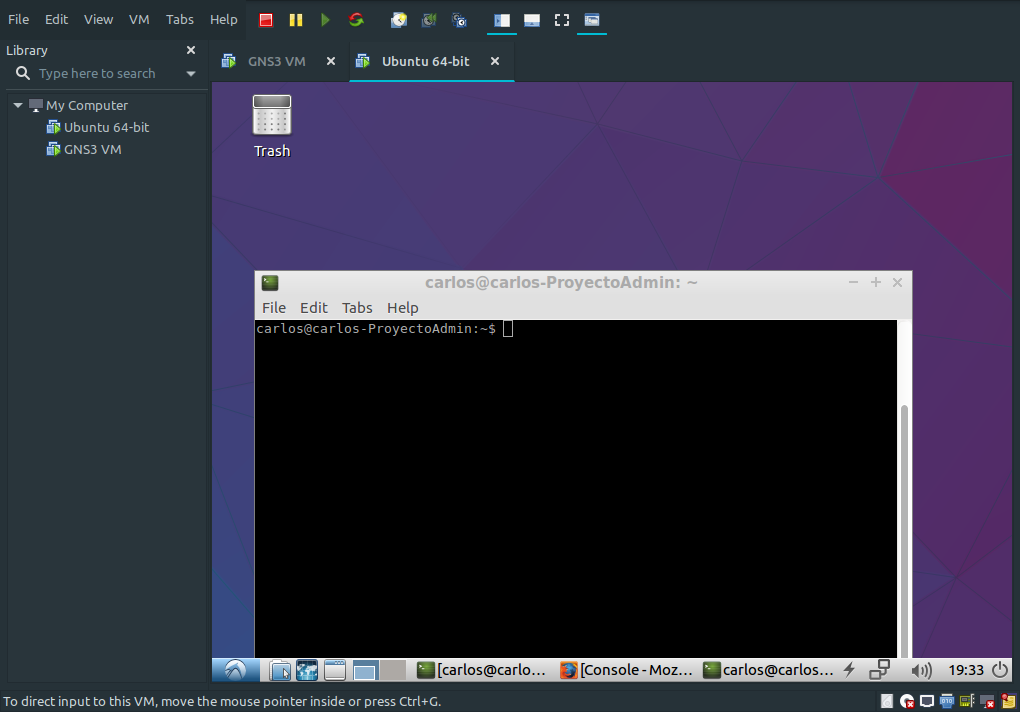 File Edit View VM Tabs Help
Library
Type here to search
GNS3 VM
Ubuntu 64-bit
My Computer
Ubuntu 64-bit
GNS3 VM
Trash
carlos@carlos-ProyectoAdmin: ~
File Edit Tabs Help
carlos@carlos-ProyectoAdmin:~$
[carlos@carlo... [Console - Moz... carlos@carlos... 19:33
To direct input to this VM, move the mouse pointer inside or press Ctrl+G.